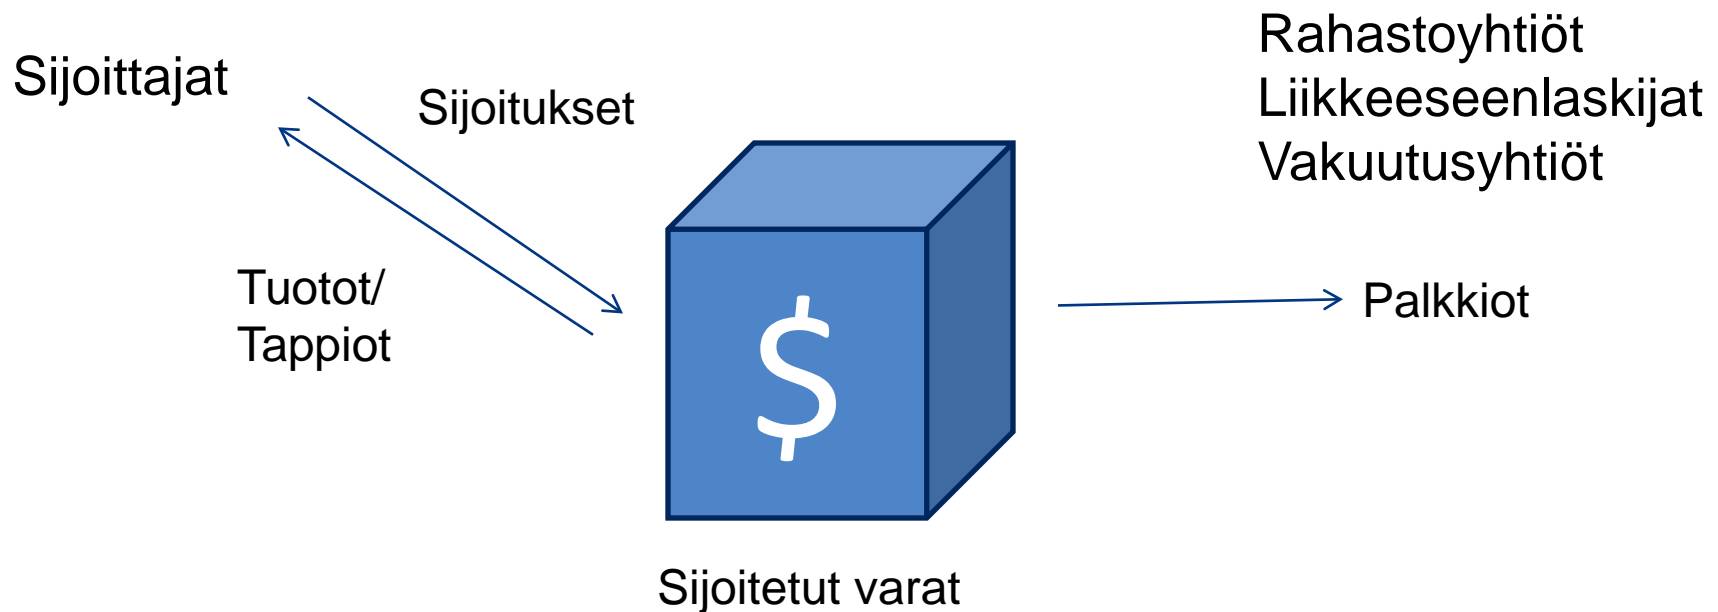 Sijoittajat
Sijoitukset
Tuotot/
Tappiot
$
Sijoitetut varat
Rahastoyhtiöt
Liikkeeseenlaskijat
Vakuutusyhtiöt
Palkkiot